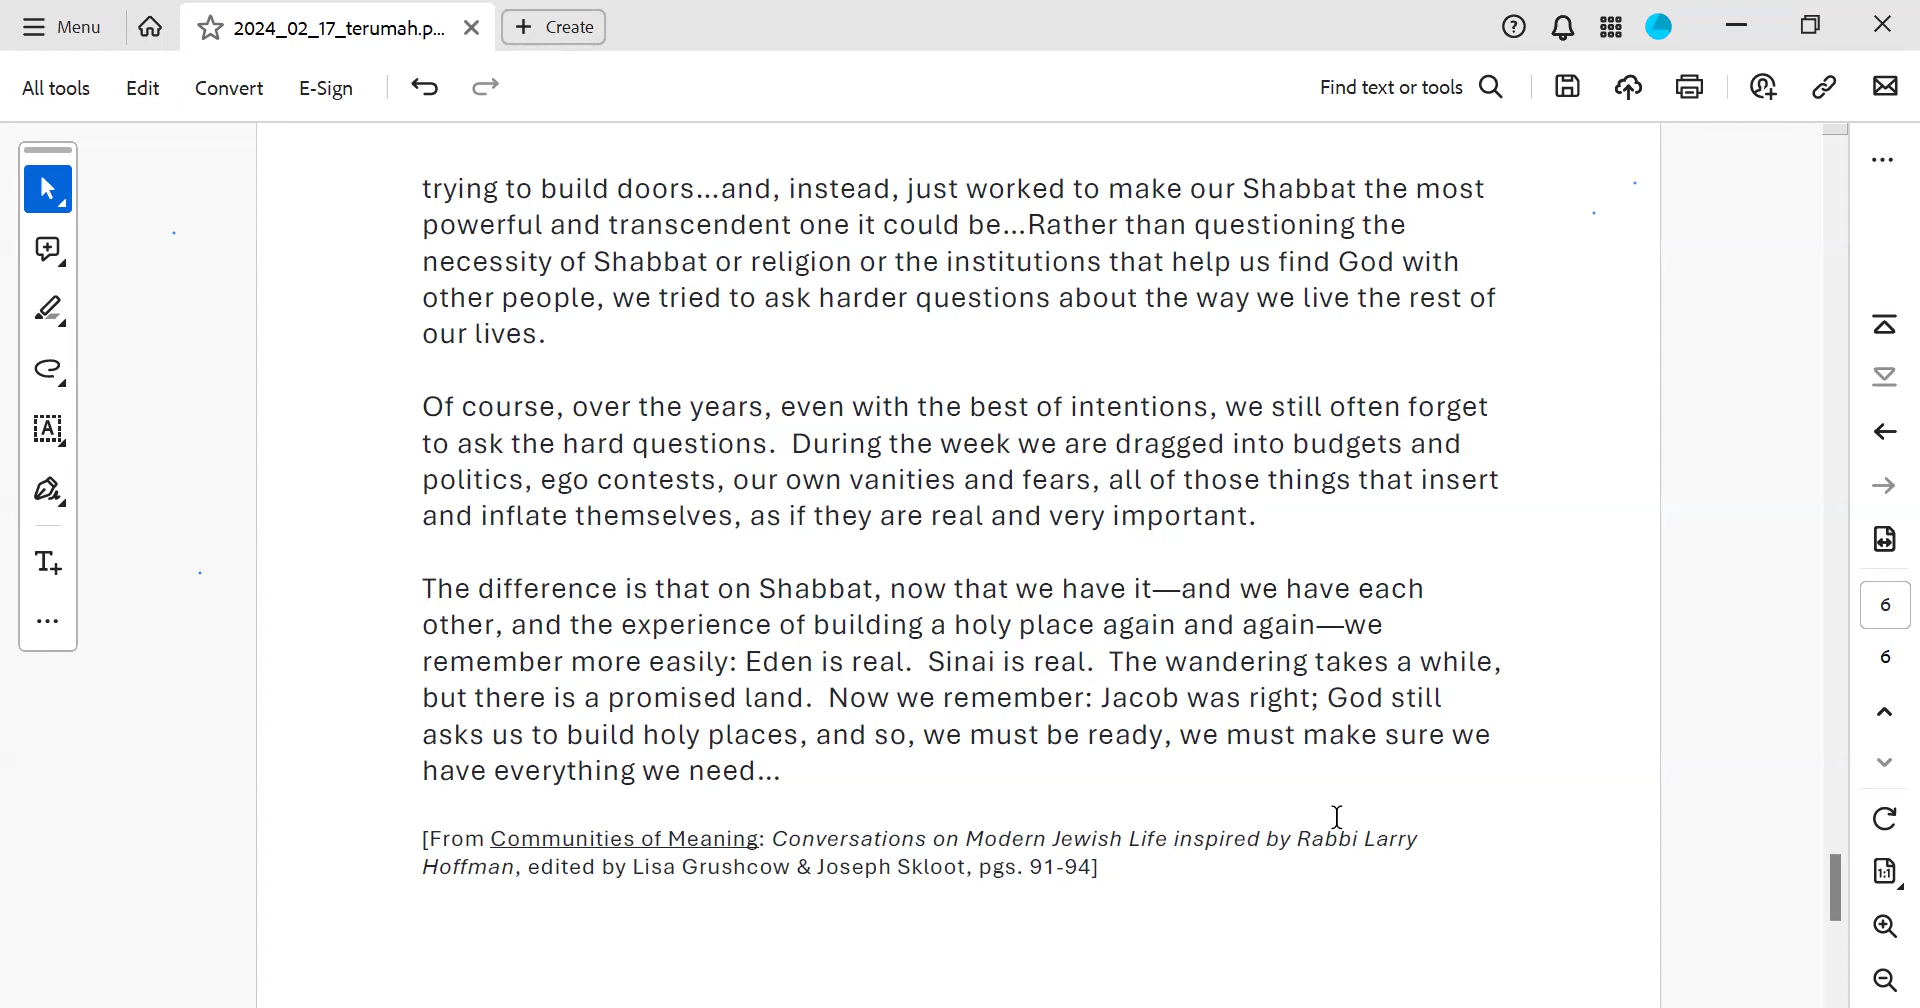 Menu
2024_02_17_terumah.p...
Create
All tools
Edit
Convert
E-Sign
Find text or tools
trying to build doors...and, instead, just worked to make our Shabbat the most
powerful and transcendent one it could be...Rather than questioning the
necessity of Shabbat or religion or the institutions that help us find God with
other people, we tried to ask harder questions about the way we live the rest of
our lives.
Of course, over the years, even with the best of intentions, we still often forget
to ask the hard questions.  During the week we are dragged into budgets and
politics, ego contests, our own vanities and fears, all of those things that insert
and inflate themselves, as if they are real and very important.
The difference is that on Shabbat, now that we have it—and we have each
other, and the experience of building a holy place again and again—we
remember more easily: Eden is real.  Sinai is real.  The wandering takes a while,
but there is a promised land.  Now we remember: Jacob was right; God still
asks us to build holy places, and so, we must be ready, we must make sure we
have everything we need...
[From Communities of Meaning: Conversations on Modern Jewish Life inspired by Rabbi Larry
Hoffman, edited by Lisa Grushcow & Joseph Skloot, pgs. 91-94]
6
6
1:1